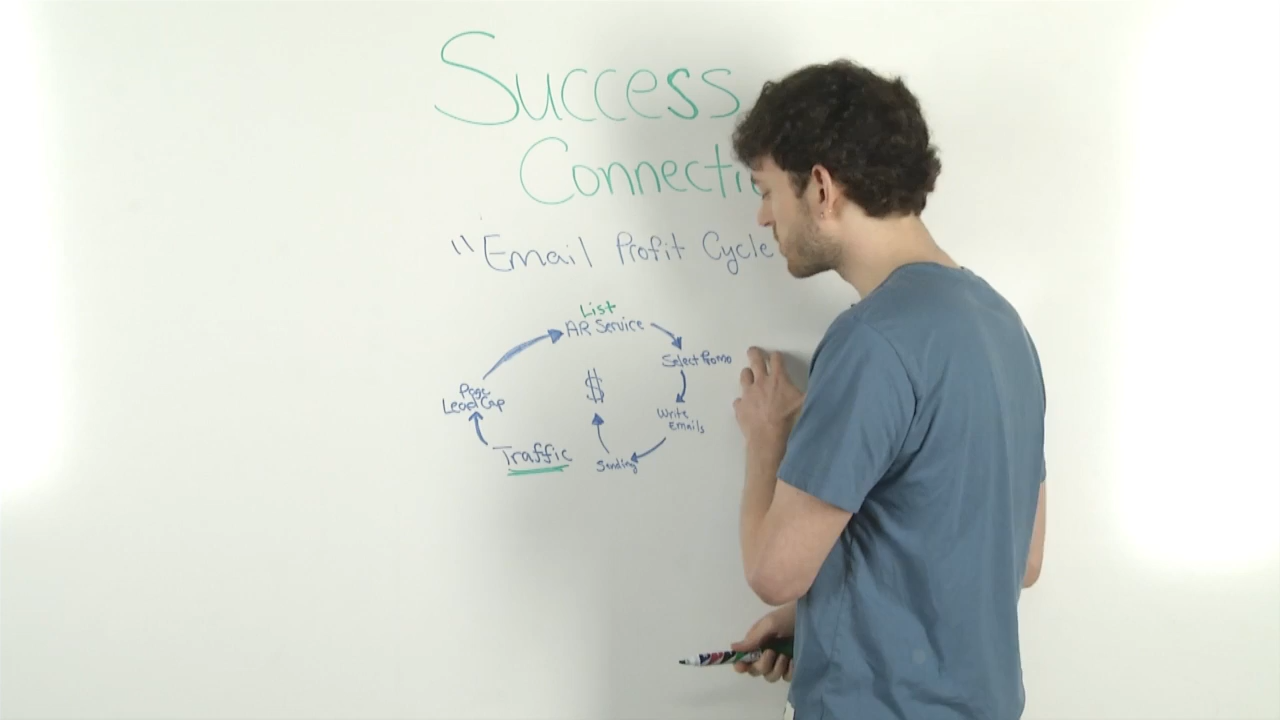 Success
Connecti
"Email Profit Cycle
List
AR Service
Select Promo
$
Page
Lead Cap
Write
Emails
Traffic
Sending